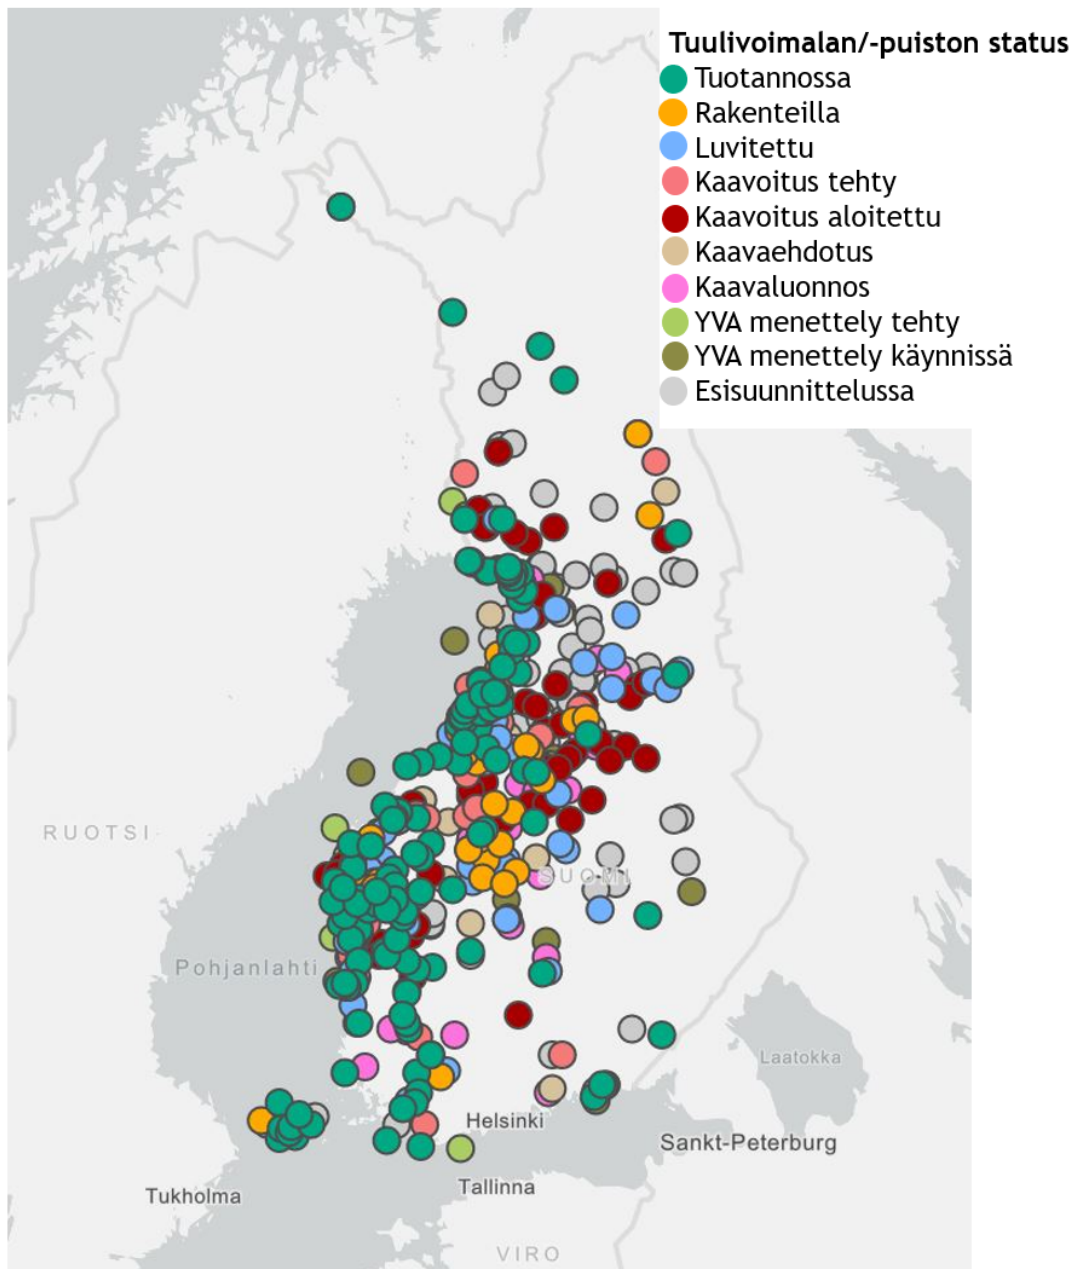 Tuulivoimalan/-puiston status
Tuotannossa
Rakenteilla
Luvitettu
Kaavoitus tehty
Kaavoitus aloitettu
Kaavaehdotus
Kaavaluonnos
YVA menettely tehty
YVA menettely käynnissä
Esisuunnittelussa
RUOTSI
SUOMI
Pohjanlahti
Laatokka
Helsinki
Sankt-Peterburg
Tallinna
Tukholma
VIRO